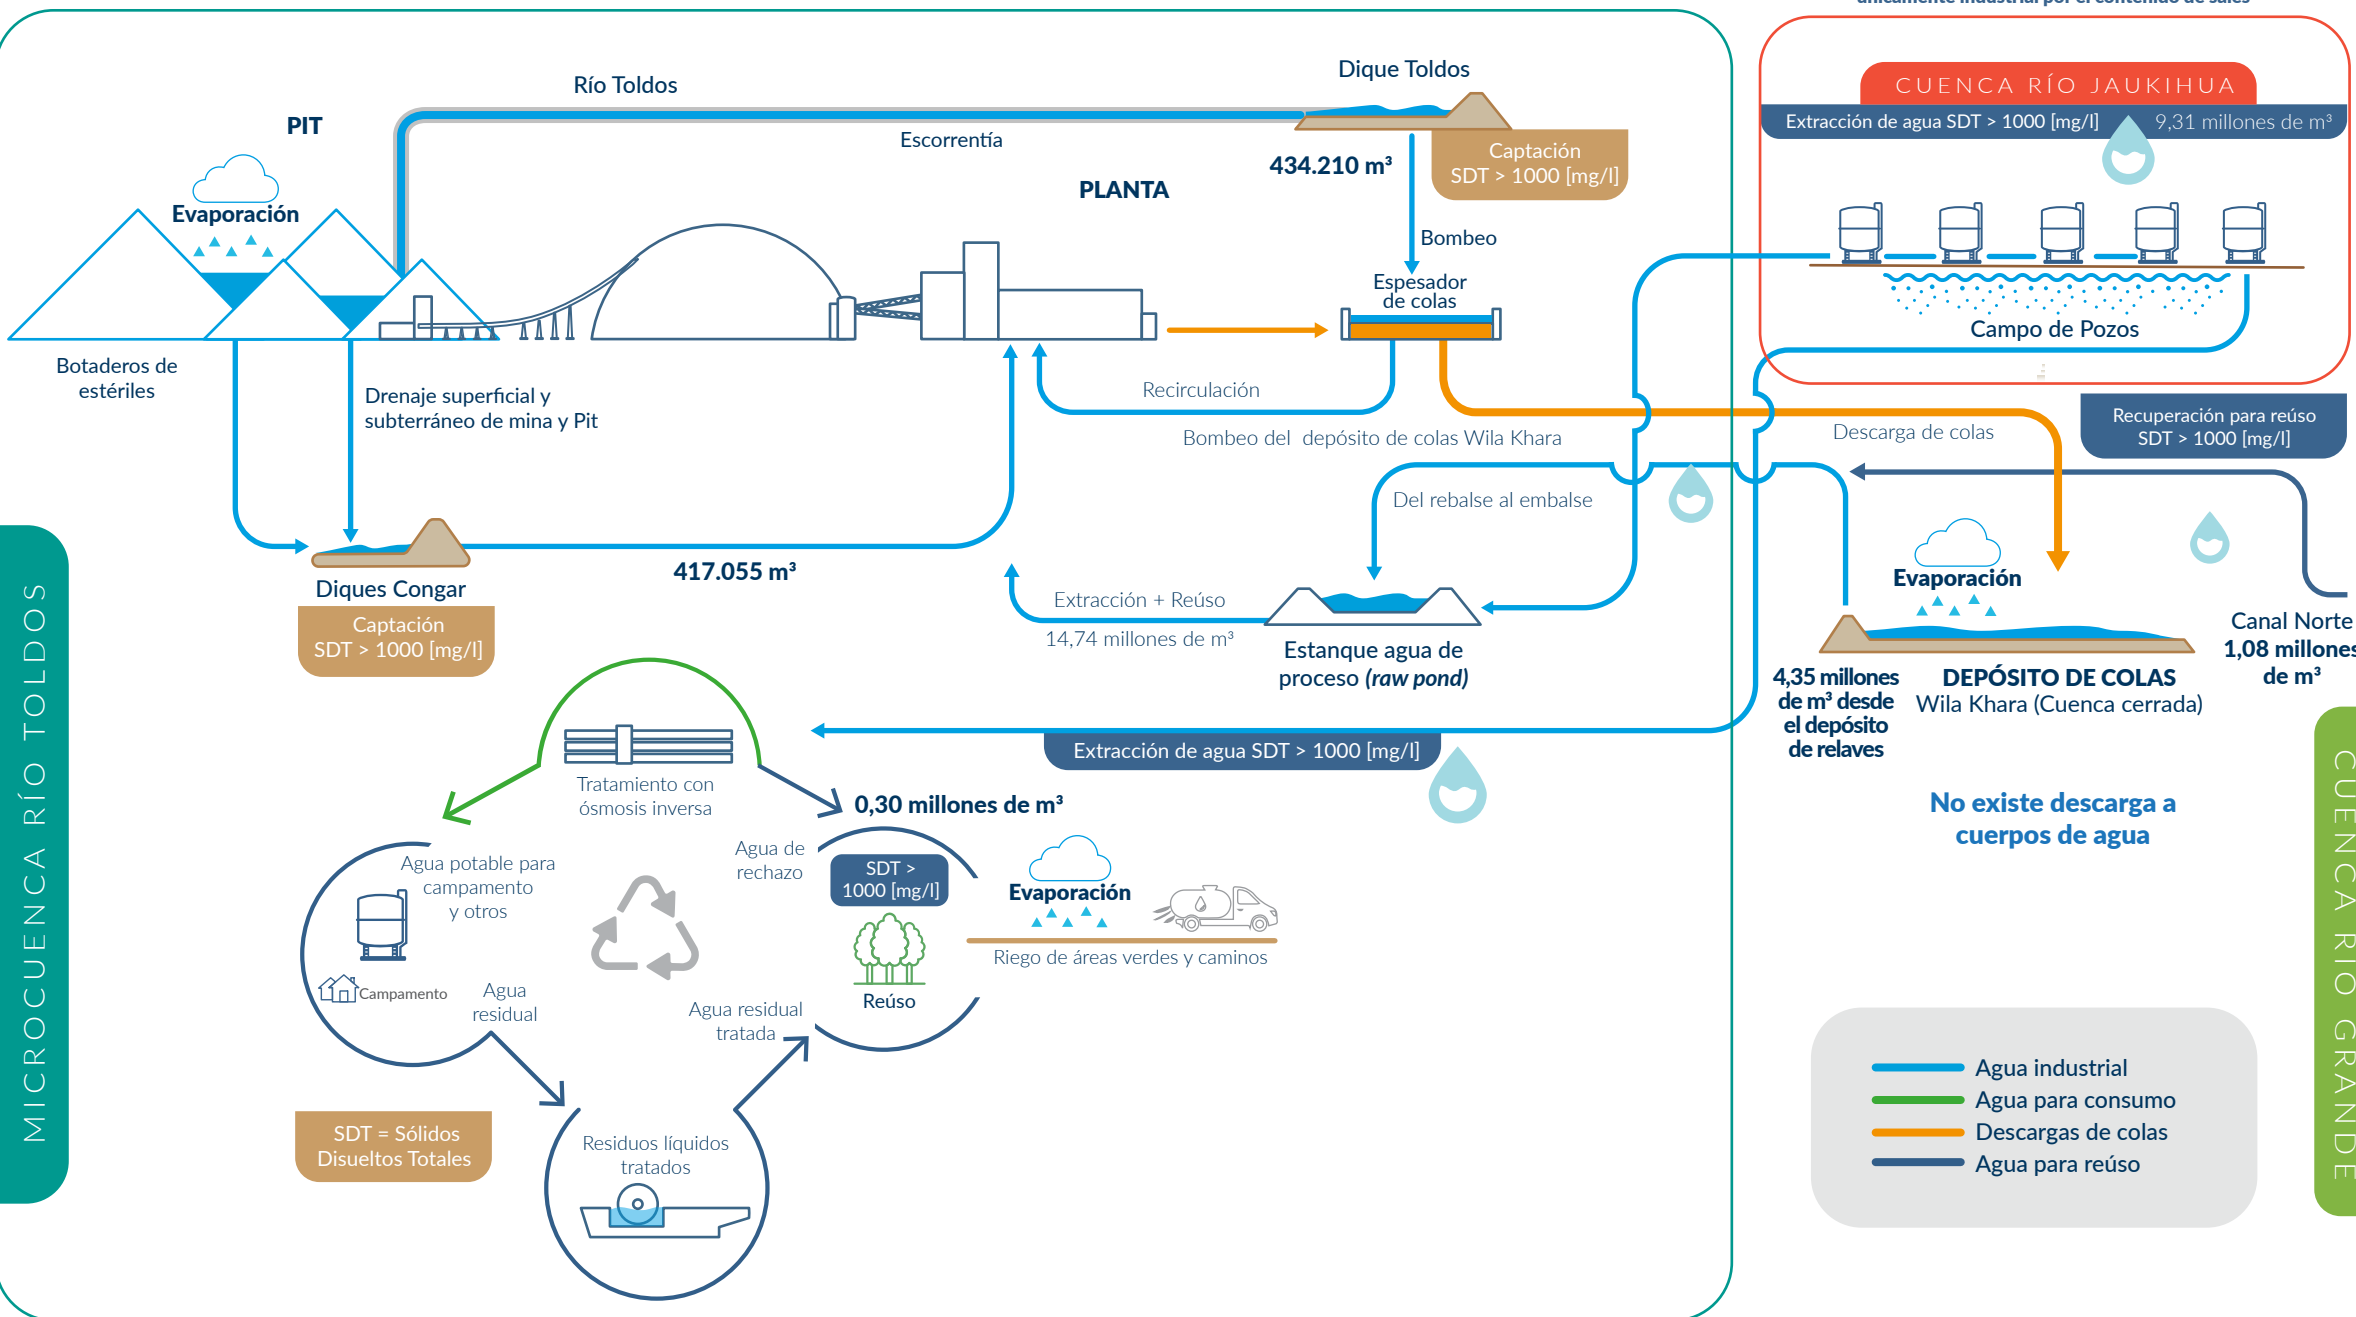 únicamente industrial por el contenido de sales
CUENCA RÍO JAUKIHUA
Extracción de agua SDT > 1000 [mg/l]
9,31 millones de m³
Campo de Pozos
Río Toldos
Escorrentía
Dique Toldos
434.210 m³
Captación
SDT > 1000 [mg/l]
PIT
Evaporación
PLANTA
Bombeo
Espesador
de colas
Botaderos de
estériles
Drenaje superficial y
subterráneo de mina y Pit
Recirculación
Bombeo del depósito de colas Wila Khara
Descarga de colas
Recuperación para reúso
SDT > 1000 [mg/l]
Del rebalse al embalse
Diques Congar
Captación
SDT > 1000 [mg/l]
417.055 m³
Extracción + Reúso
14,74 millones de m³
Estanque agua de
proceso (raw pond)
Evaporación
Canal Norte
1,08 millones
de m³
4,35 millones
de m³ desde
el depósito
de relaves
DEPÓSITO DE COLAS
Wila Khara (Cuenca cerrada)
Extracción de agua SDT > 1000 [mg/l]
No existe descarga a
cuerpos de agua
Tratamiento con
ósmosis inversa
0,30 millones de m³
Agua de
rechazo
SDT >
1000 [mg/l]
Reúso
Evaporación
Riego de áreas verdes y caminos
Agua potable para
campamento
y otros
Campamento
Agua
residual
Agua residual
tratada
Residuos líquidos
tratados
SDT = Sólidos
Disueltos Totales
Agua industrial
Agua para consumo
Descargas de colas
Agua para reúso
MICROCUENCA RÍO TOLDOS
CUENCA RÍO GRANDE